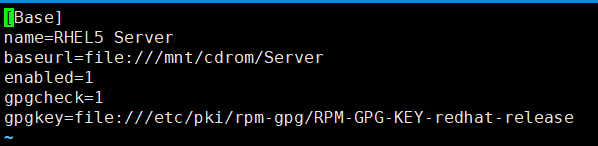 [Base]
name=RHEL5 Server
baseurl=file:///mnt/cdrom/Server
enabled=1
gpgcheck=1
gpgkey=file:///etc/pki/rpm-gpg/RPM-GPG-KEY-redhat-release
~